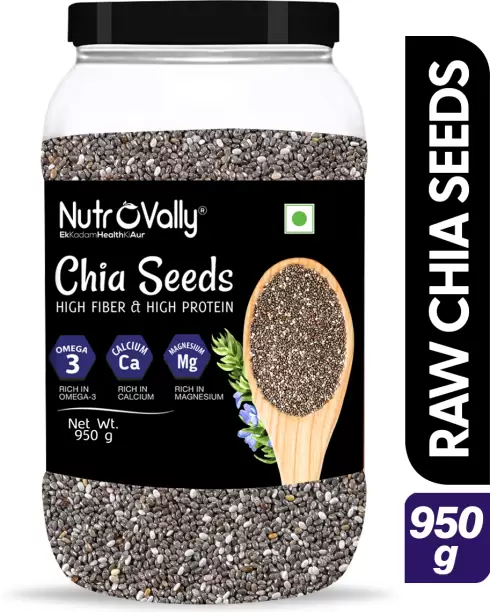 NutrOVally®
EkKadamHealthKiAur
Chia Seeds
HIGH FIBER & HIGH PROTEIN
OMEGA
3
CALCIUM
Ca
MAGNESIUM
Mg
RICH IN
OMEGA-3
RICH IN
CALCIUM
RICH IN
MAGNESIUM
Net Wt.
950 g
RAW CHIA SEEDS
950
g